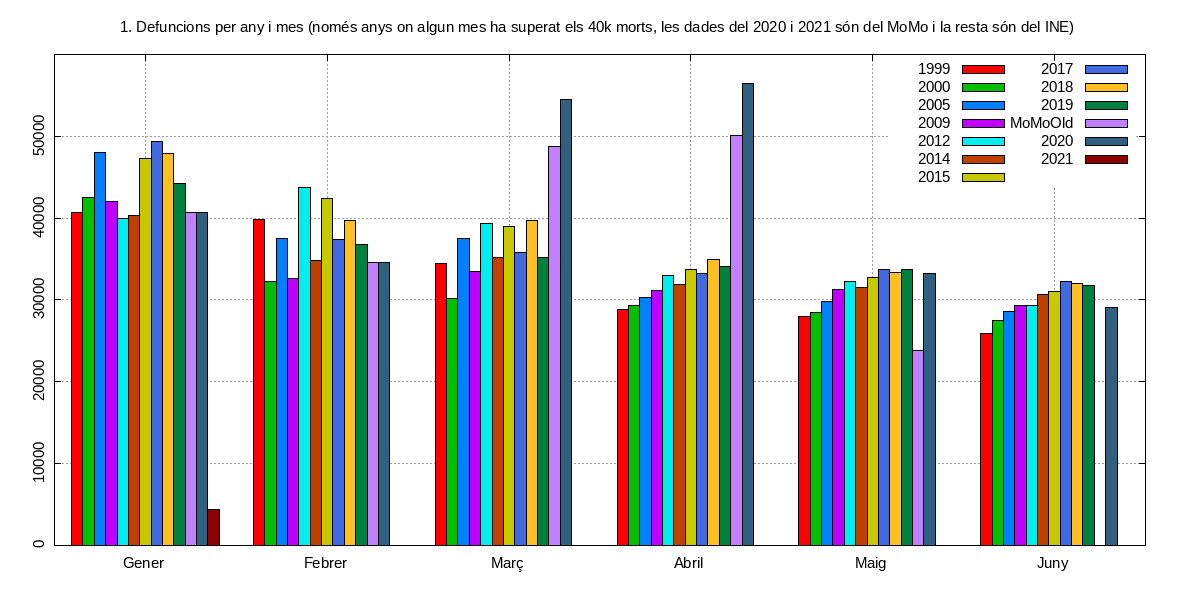 1. Defuncions per any i mes (només anys on algun mes ha superat els 40k morts, les dades del 2020 i 2021 són del MoMo i la resta són del INE)
1999
2000
2005
2009
2012
2014
2015
2017
2018
2019
MoMoOld
2020
2021
50000
40000
30000
20000
10000
0
Gener
Febrer
Març
Abril
Maig
Juny